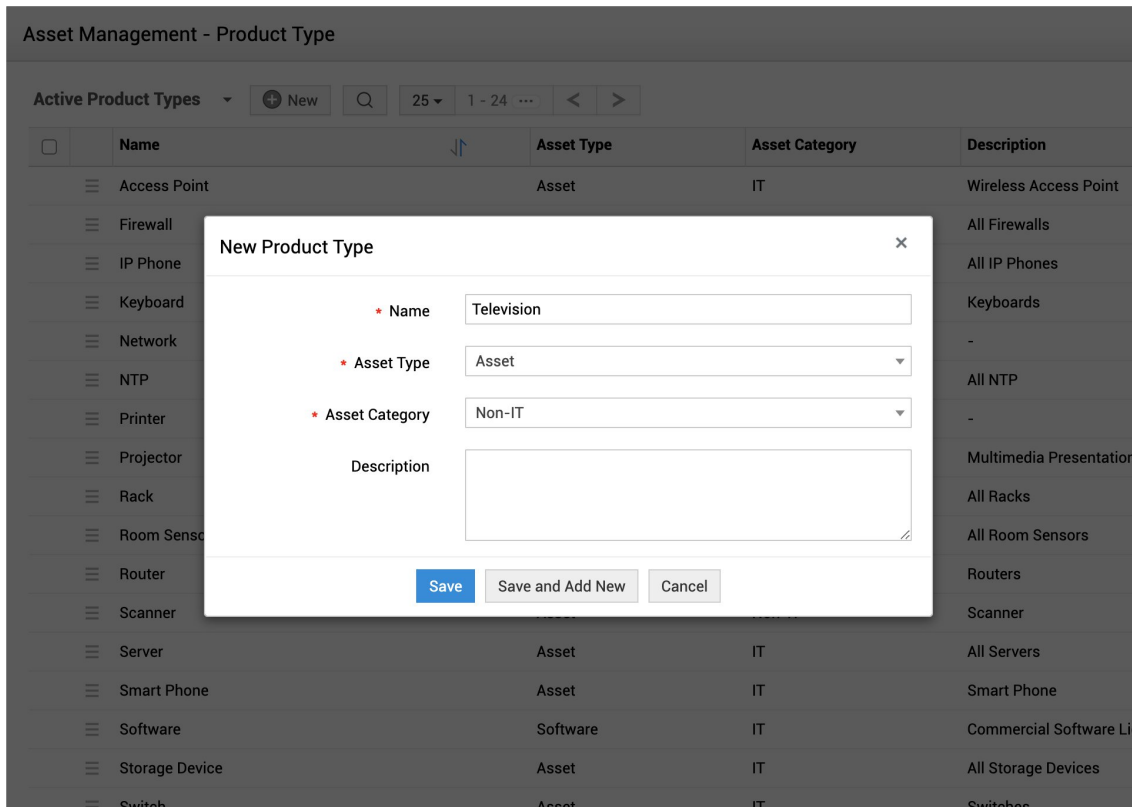 Asset Management - Product Type
Active Product Types New 25 1 - 24 ...
Name Asset Type Asset Category Description
Access Point Asset IT Wireless Access Point
Firewall All Firewalls
New Product Type
IP Phone All IP Phones
* Name Television
Keyboard Keyboards
Network -
* Asset Type Asset
NTP All NTP
* Asset Category Non-IT
Printer -
Description
Projector Multimedia Presentation
Rack All Racks
Room Senso All Room Sensors
Router Routers
Save Save and Add New Cancel
Scanner Asset Non-IT Scanner
Server Asset IT All Servers
Smart Phone Asset IT Smart Phone
Software Software IT Commercial Software Li
Storage Device Asset IT All Storage Devices
Switch Asset IT Switches